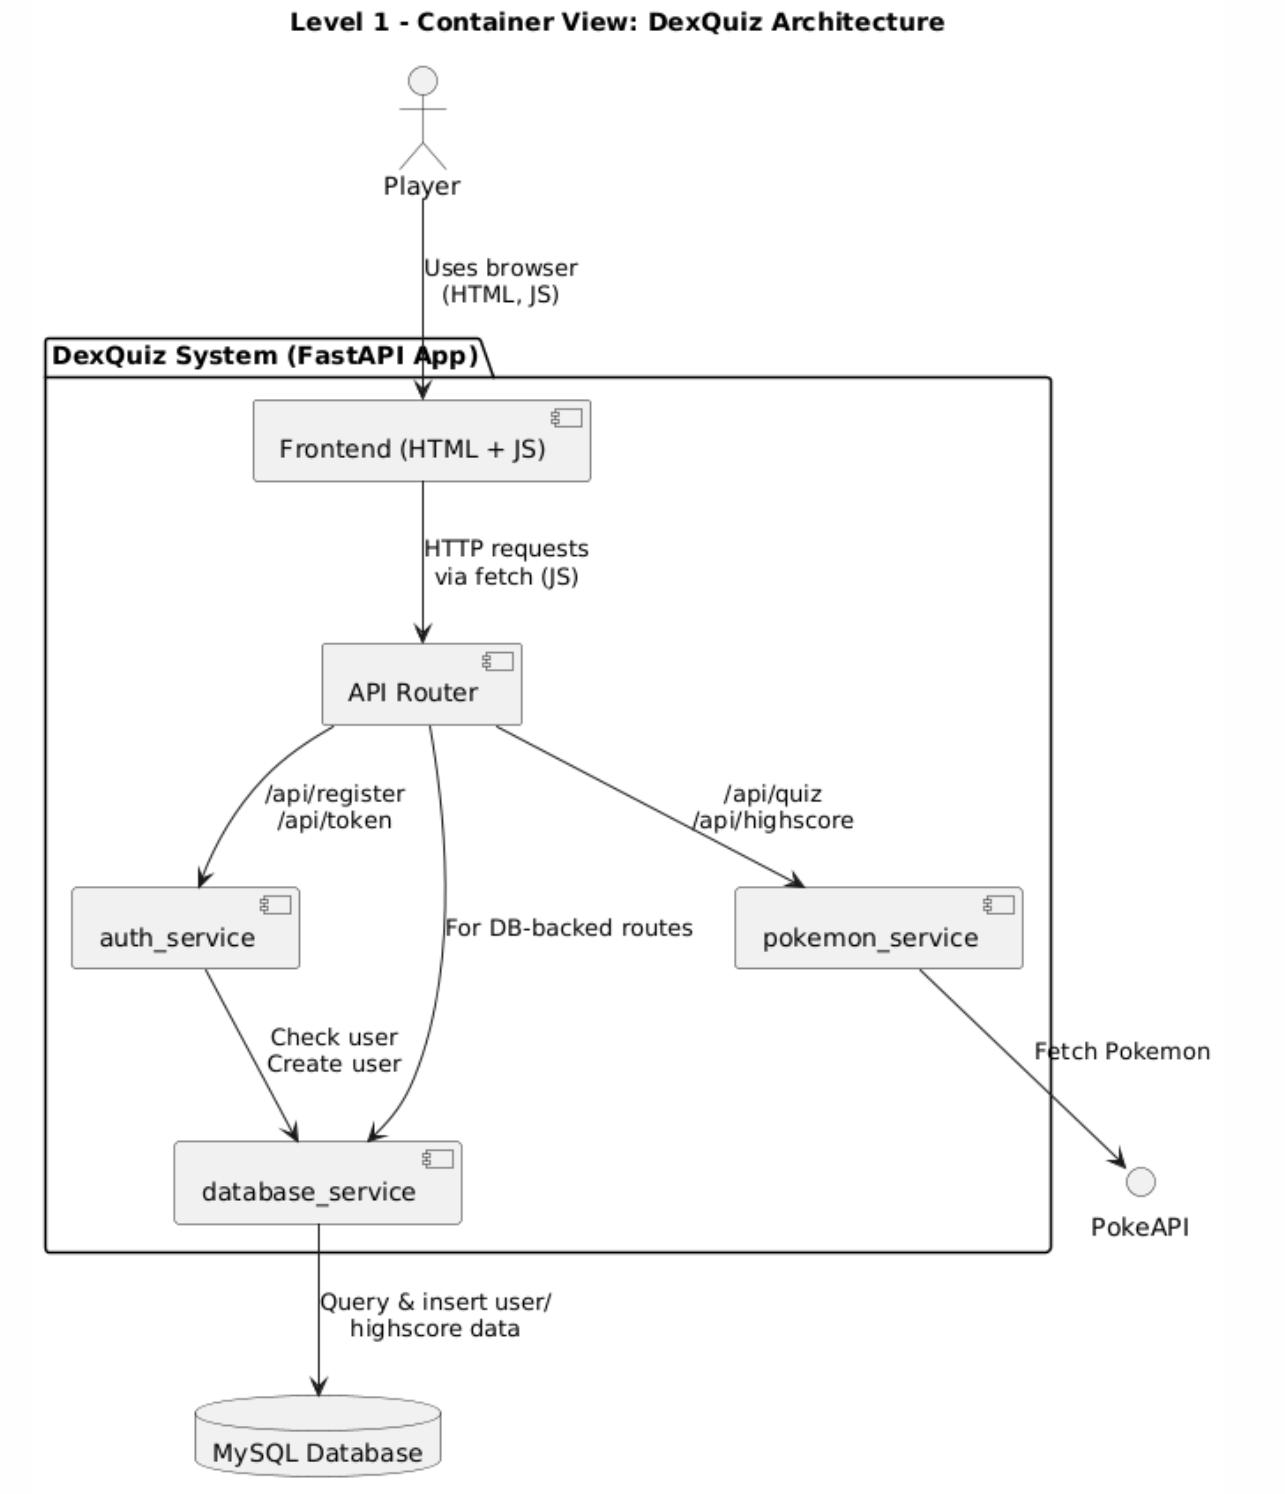 Level 1 - Container View: DexQuiz Architecture
Player
Uses browser
(HTML, JS)
DexQuiz System (FastAPI App)
Frontend (HTML + JS)
HTTP requests
via fetch (JS)
API Router
/api/register
/api/token
/api/quiz
/api/highscore
auth_service
For DB-backed routes
pokemon_service
Check user
Create user
Fetch Pokemon
database_service
PokeAPI
Query & insert user/
highscore data
MySQL Database